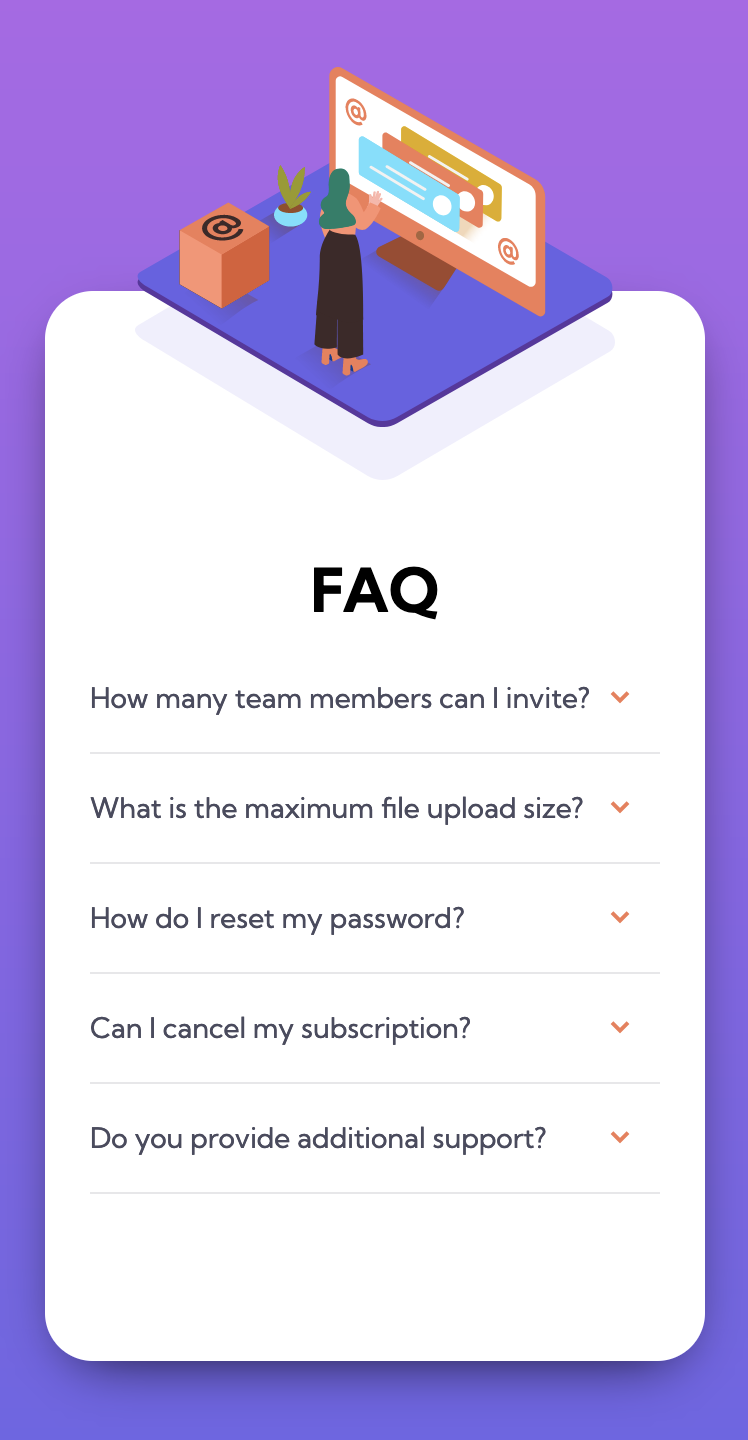 @
@
@
FAQ
How many team members can I invite?
What is the maximum file upload size?
How do I reset my password?
Can I cancel my subscription?
Do you provide additional support?